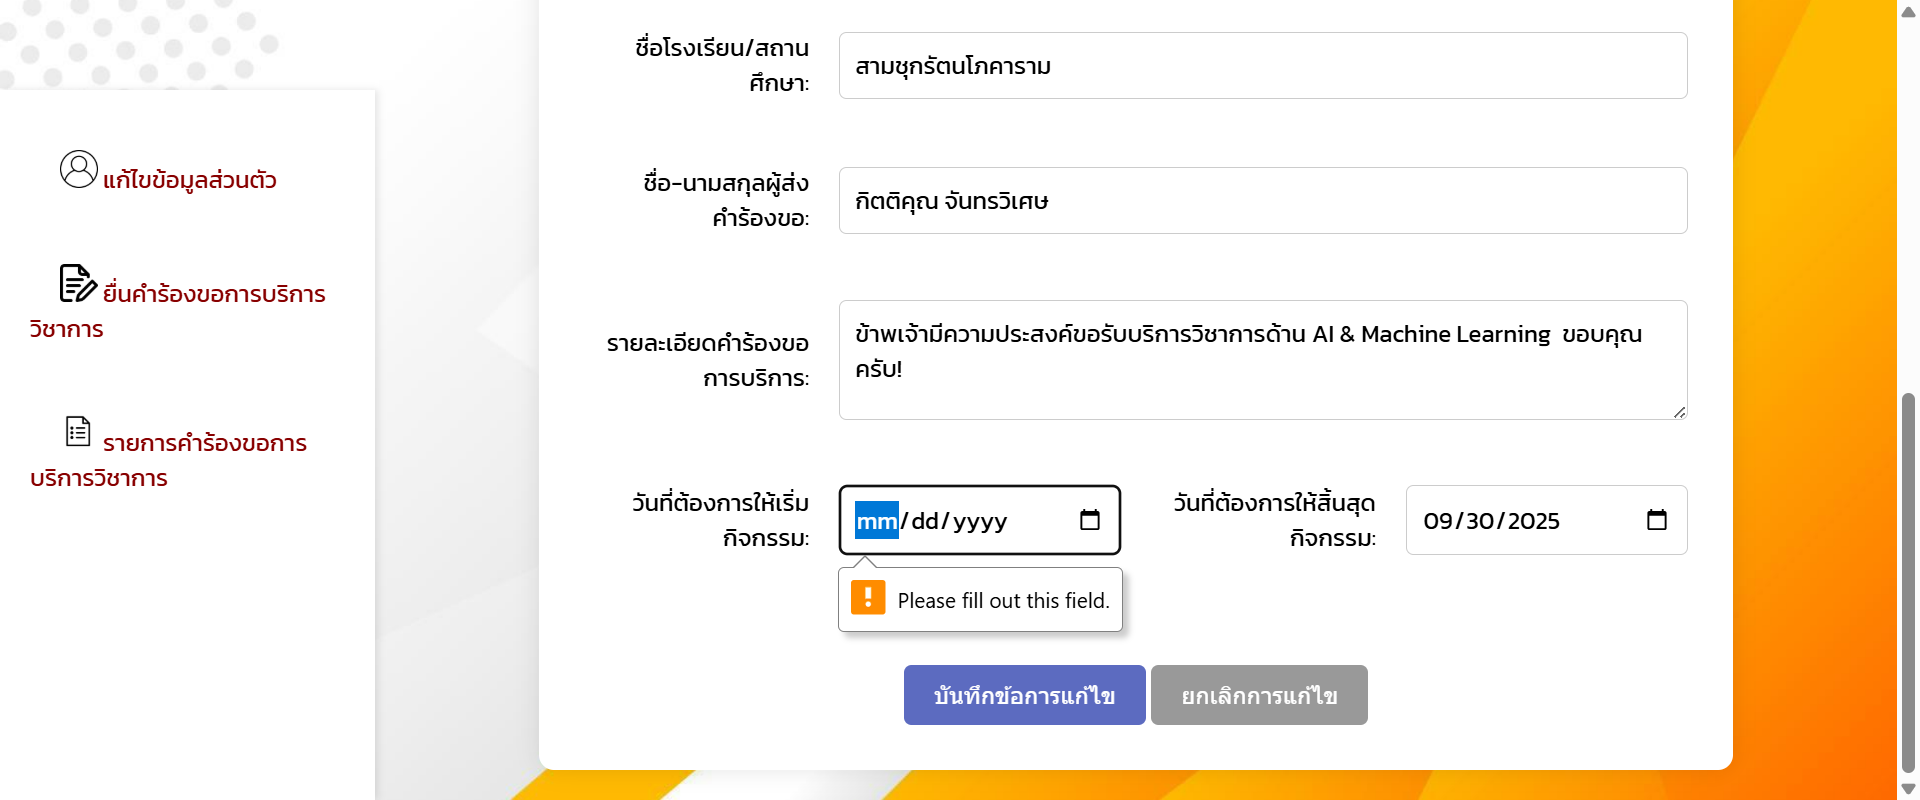 แก้ไขข้อมูลส่วนตัว
ยื่นคำร้องขอการบริการ
วิชาการ
รายการคำร้องขอการ
บริการวิชาการ
ชื่อโรงเรียน/สถาน
ศึกษา:
สามชุกรัตนโภคาราม
ชื่อ-นามสกุลผู้ส่ง
คำร้องขอ:
กิตติคุณ จันทรวิเศษ
รายละเอียดคำร้องขอ
การบริการ:
ข้าพเจ้ามีความประสงค์ขอรับบริการวิชาการด้าน AI & Machine Learning  ขอบคุณ
ครับ!
วันที่ต้องการให้เริ่ม
กิจกรรม:
mm/dd/yyyy
วันที่ต้องการให้สิ้นสุด
กิจกรรม:
09/30/2025
Please fill out this field.
บันทึกข้อการแก้ไข
ยกเลิกการแก้ไข